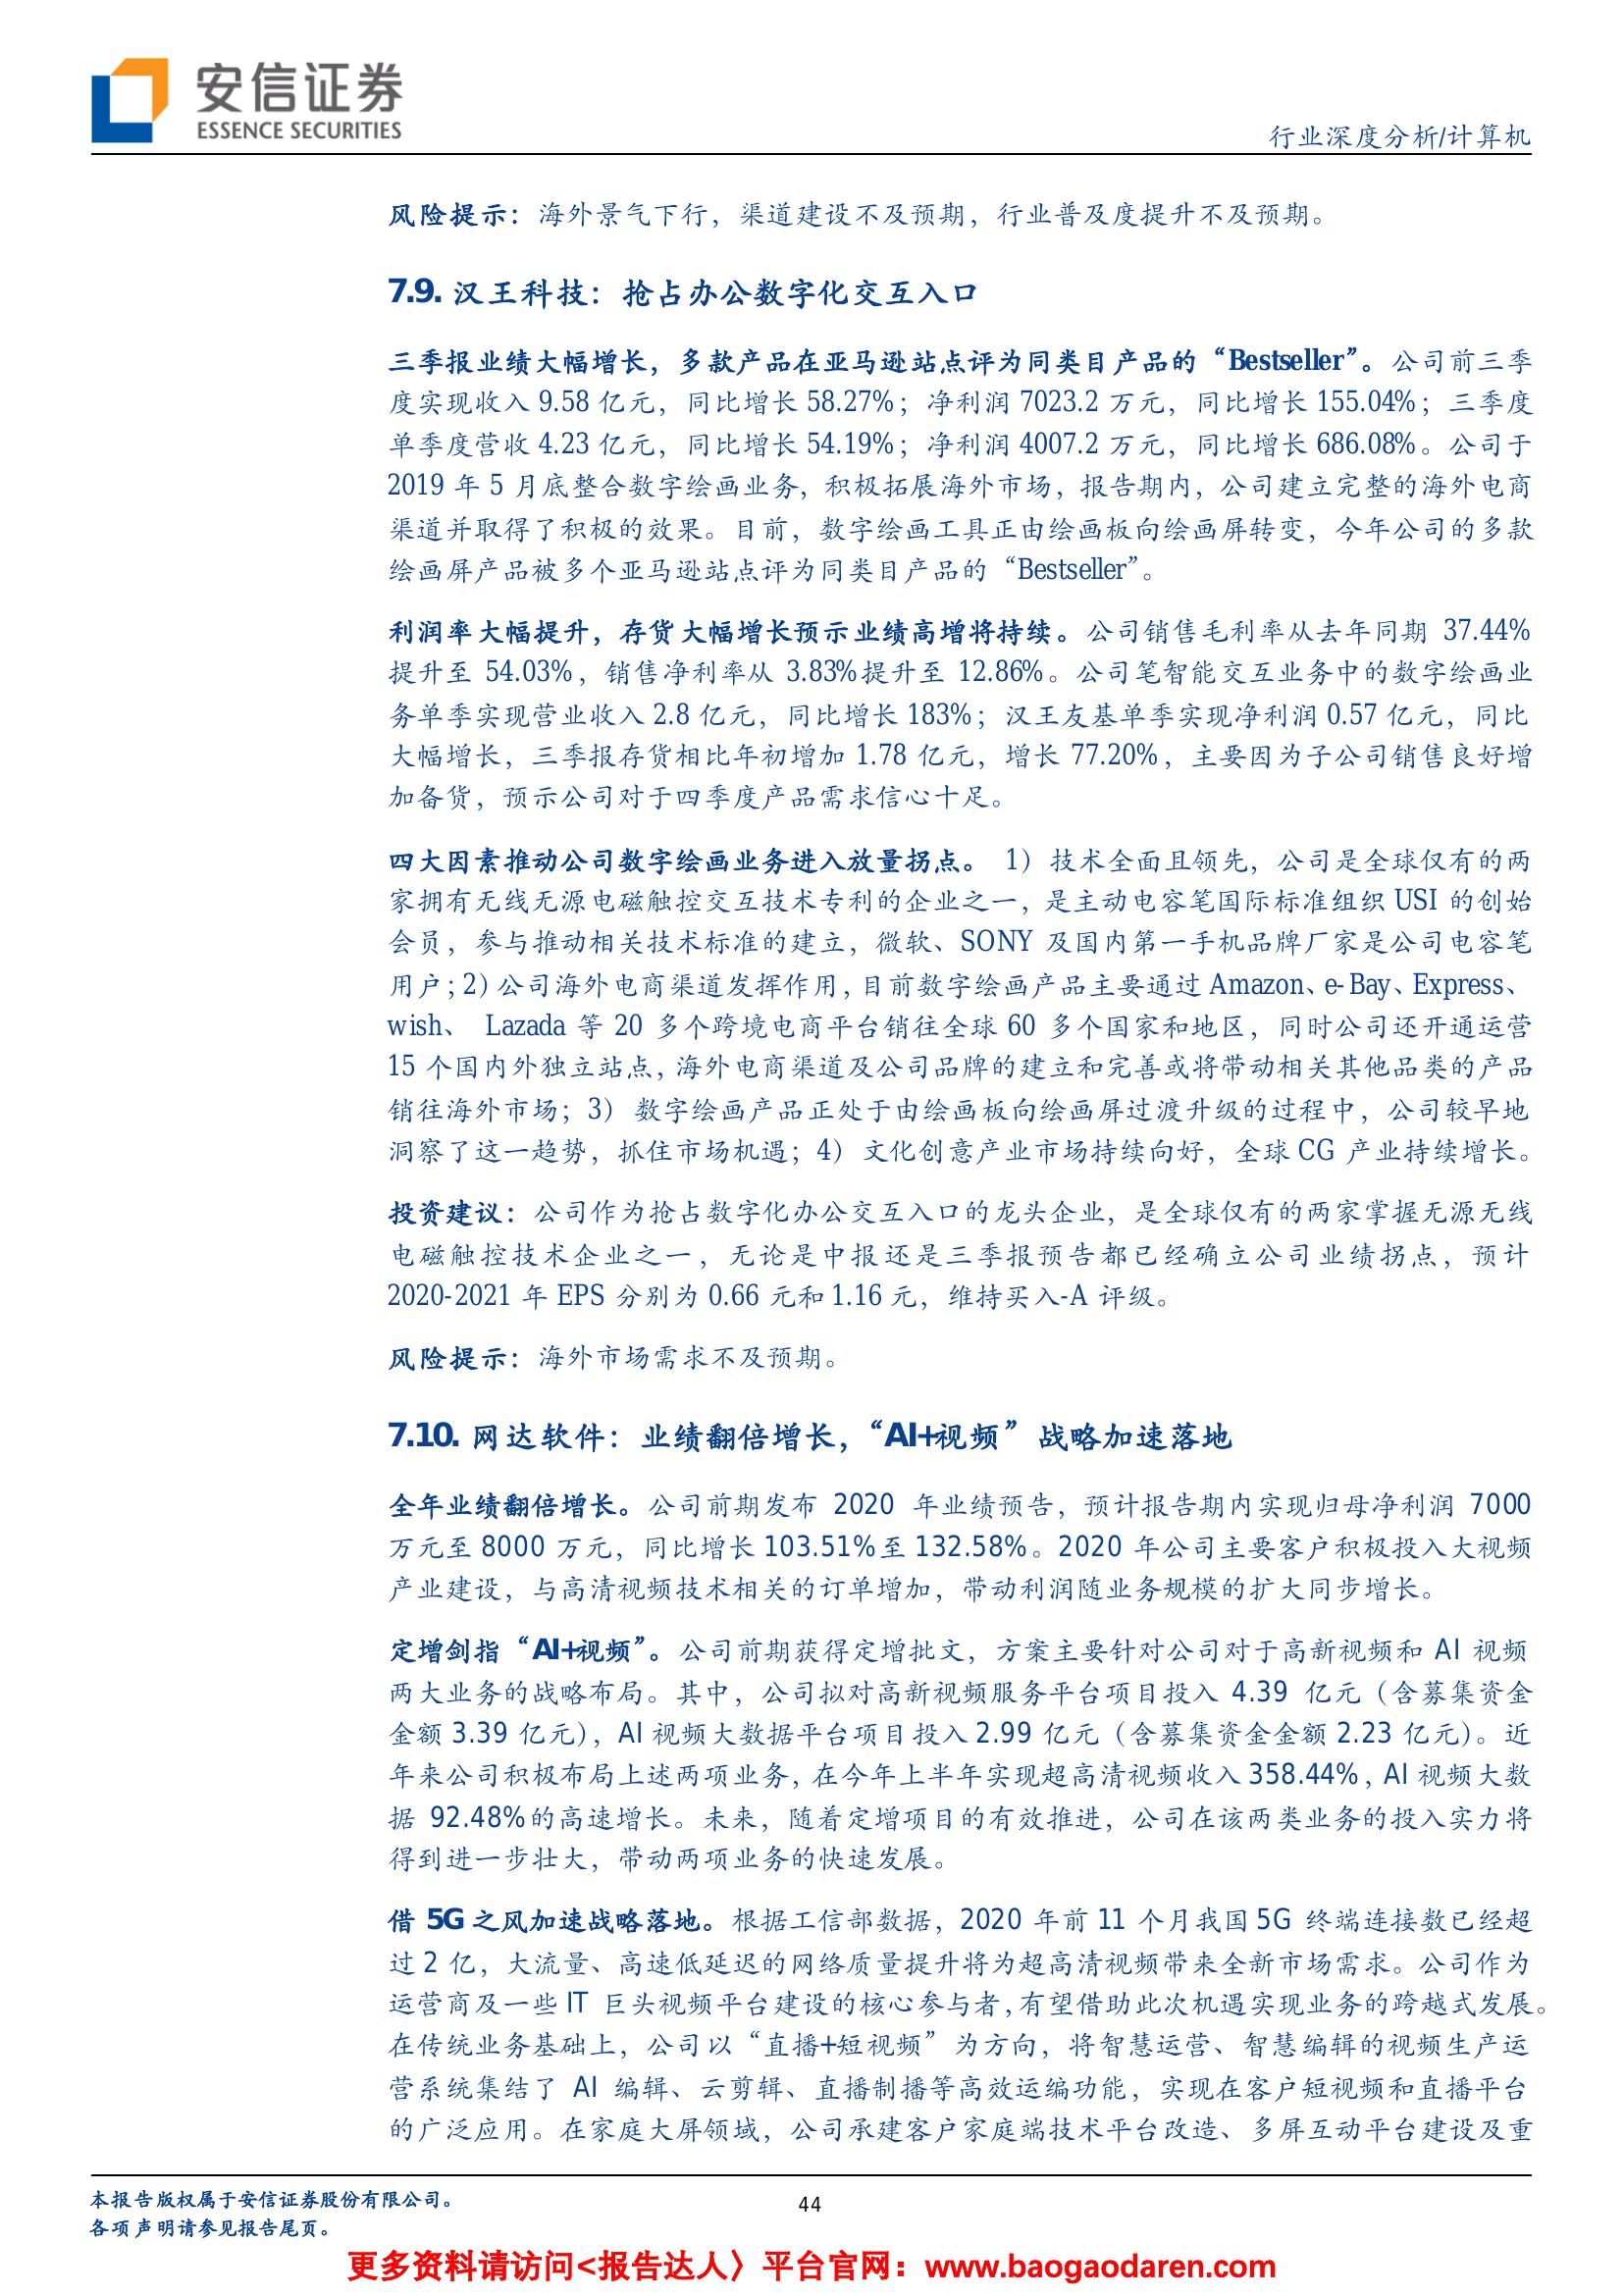 安信证券
ESSENCE SECURITIES
行业深度分析/计算机
风险提示：海外景气下行，渠道建设不及预期，行业普及度提升不及预期。
7.9. 汉王科技：抢占办公数字化交互入口
三季报业绩大幅增长，多款产品在亚马逊站点评为同类目产品的“Bestseller”。公司前三季
度实现收入 9.58 亿元，同比增长 58.27%；净利润 7023.2 万元，同比增长 155.04%；三季度
单季度营收 4.23 亿元，同比增长 54.19%；净利润 4007.2 万元，同比增长 686.08%。公司于
2019 年 5 月底整合数字绘画业务，积极拓展海外市场，报告期内，公司建立完整的海外电商
渠道并取得了积极的效果。目前，数字绘画工具正由绘画板向绘画屏转变，今年公司的多款
绘画屏产品被多个亚马逊站点评为同类目产品的“Bestseller”。
利润率大幅提升，存货大幅增长预示业绩高增将持续。公司销售毛利率从去年同期 37.44%
提升至 54.03%，销售净利率从 3.83%提升至 12.86%。公司笔智能交互业务中的数字绘画业
务单季实现营业收入 2.8 亿元，同比增长 183%；汉王友基单季实现净利润 0.57 亿元，同比
大幅增长，三季报存货相比年初增加 1.78 亿元，增长 77.20%，主要因为子公司销售良好增
加备货，预示公司对于四季度产品需求信心十足。
四大因素推动公司数字绘画业务进入放量拐点。 1）技术全面且领先，公司是全球仅有的两
家拥有无线无源电磁触控交互技术专利的企业之一，是主动电容笔国际标准组织 USI 的创始
会员，参与推动相关技术标准的建立，微软、SONY 及国内第一手机品牌厂家是公司电容笔
用户；2）公司海外电商渠道发挥作用，目前数字绘画产品主要通过 Amazon、e-Bay、Express、
wish、 Lazada 等 20 多个跨境电商平台销往全球 60 多个国家和地区，同时公司还开通运营
15 个国内外独立站点，海外电商渠道及公司品牌的建立和完善或将带动相关其他品类的产品
销往海外市场；3） 数字绘画产品正处于由绘画板向绘画屏过渡升级的过程中，公司较早地
洞察了这一趋势，抓住市场机遇；4） 文化创意产业市场持续向好，全球 CG 产业持续增长。
投资建议：公司作为抢占数字化办公交互入口的龙头企业，是全球仅有的两家掌握无源无线
电磁触控技术企业之一，无论是中报还是三季报预告都已经确立公司业绩拐点，预计
2020-2021 年 EPS 分别为 0.66 元和 1.16 元，维持买入-A 评级。
风险提示：海外市场需求不及预期。
7.10. 网达软件：业绩翻倍增长，“AI+视频”战略加速落地
全年业绩翻倍增长。公司前期发布 2020 年业绩预告，预计报告期内实现归母净利润 7000
万元至 8000 万元，同比增长 103.51%至 132.58%。2020 年公司主要客户积极投入大视频
产业建设，与高清视频技术相关的订单增加，带动利润随业务规模的扩大同步增长。
定增剑指“AI+视频”。公司前期获得定增批文，方案主要针对公司对于高新视频和 AI 视频
两大业务的战略布局。其中，公司拟对高新视频服务平台项目投入 4.39 亿元（含募集资金
金额 3.39 亿元），AI 视频大数据平台项目投入 2.99 亿元（含募集资金金额 2.23 亿元）。近
年来公司积极布局上述两项业务，在今年上半年实现超高清视频收入 358.44%，AI 视频大数
据 92.48%的高速增长。未来，随着定增项目的有效推进，公司在该两类业务的投入实力将
得到进一步壮大，带动两项业务的快速发展。
借 5G 之风加速战略落地。根据工信部数据，2020 年前 11 个月我国 5G 终端连接数已经超
过 2 亿，大流量、高速低延迟的网络质量提升将为超高清视频带来全新市场需求。公司作为
运营商及一些 IT 巨头视频平台建设的核心参与者，有望借助此次机遇实现业务的跨越式发展。
在传统业务基础上，公司以“直播+短视频”为方向，将智慧运营、智慧编辑的视频生产运
营系统集结了 AI 编辑、云剪辑、直播制播等高效运编功能，实现在客户短视频和直播平台
的广泛应用。在家庭大屏领域，公司承建客户家庭端技术平台改造、多屏互动平台建设及重
本报告版权属于安信证券股份有限公司。
44
各项声明请参见报告尾页。
更多资料请访问<报告达人〉平台官网：www.baogaodaren.com